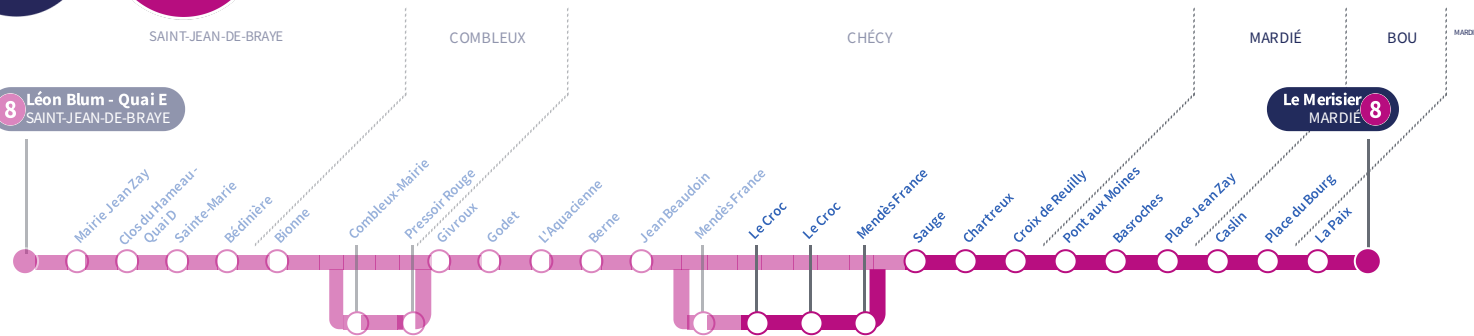 SAINT-JEAN-DE-BRAYE
COMBLEUX
CHÉCY
MARDIÉ
BOU
MARDI
8
Léon Blum - Quai E
SAINT-JEAN-DE-BRAYE
Le Merisier
MARDIÉ
8
Mairie Jean Zay
Clos du Hameau -
Quai D
Sainte-Marie
Bédinière
Bionne
Combleux-Mairie
Pressoir Rouge
Givroux
Godet
L'Aquacienne
Berne
Jean Beaudoin
Mendès France
Le Croc
Le Croc
Mendès France
Sauge
Chartreux
Croix de Reuilly
Pont aux Moines
Basroches
Place Jean Zay
Caslin
Place du Bourg
La Paix